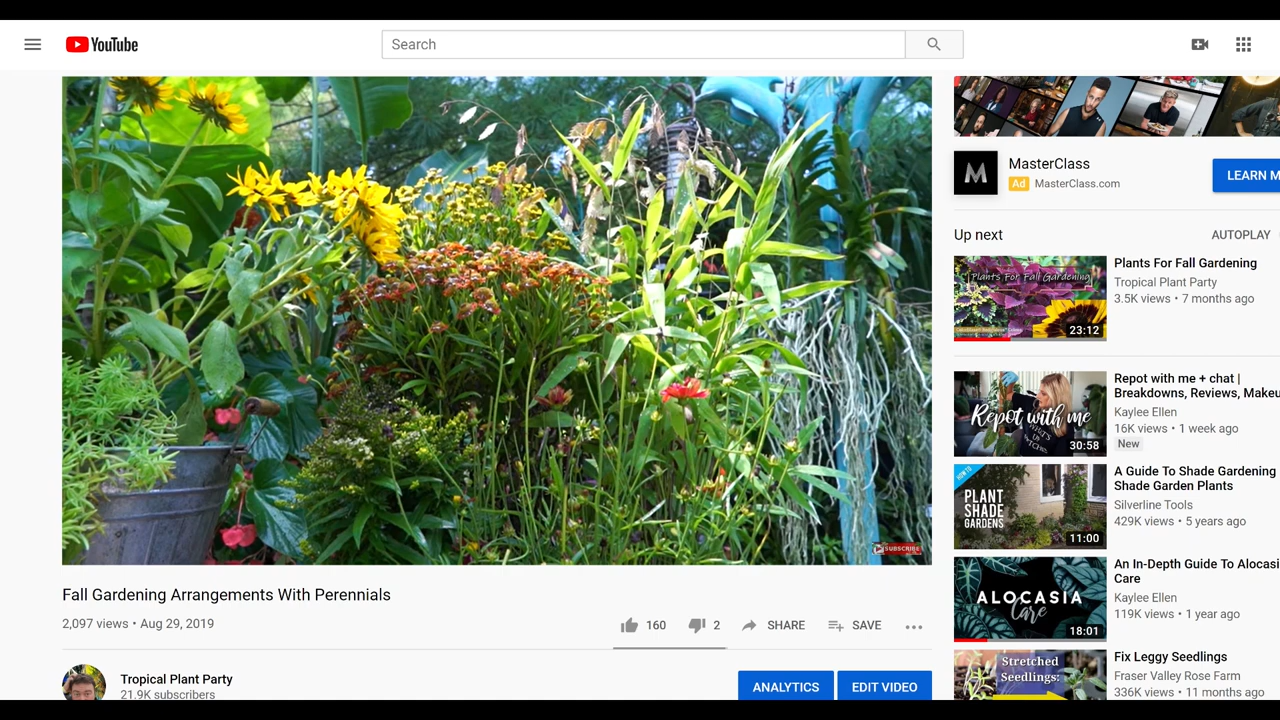 YouTube
Search
MasterClass
LEARN M
Ad MasterClass.com
Up next
AUTOPLAY
Plants For Fall Gardening
Plants For Fall Gardening
Tropical Plant Party
3.5K views • 7 months ago
23:12
Repot with me + chat |
Breakdowns, Reviews, Makeu
Repot with me
Kaylee Ellen
16K views • 1 week ago
New
30:58
A Guide To Shade Gardening
Shade Garden Plants
HOW TO
PLANT
SHADE
GARDENS
Silverline Tools
429K views • 5 years ago
11:00
SUBSCRIBE
An In-Depth Guide To Alocasi
Care
ALOCASIA
Care
Kaylee Ellen
119K views • 1 year ago
18:01
Fall Gardening Arrangements With Perennials
2,097 views • Aug 29, 2019
160
2
SHARE
SAVE
Fix Leggy Seedlings
Stretched
Seedlings:
Fraser Valley Rose Farm
336K views • 11 months ago
Tropical Plant Party
21.9K subscribers
ANALYTICS
EDIT VIDEO